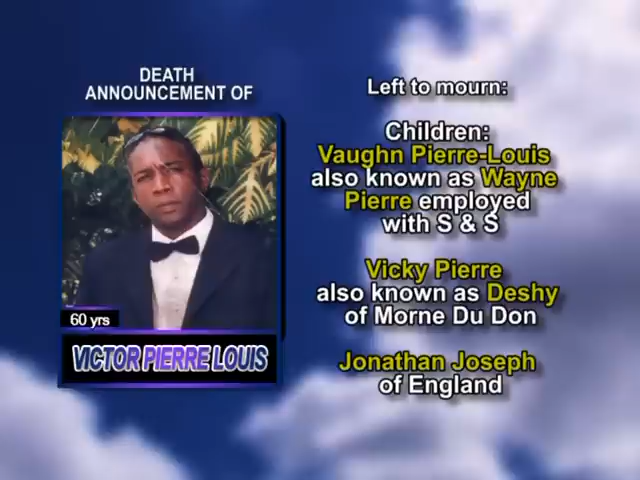 DEATH
ANNOUNCEMENT OF
60 yrs
VICTOR PIERRE LOUIS
Left to mourn:
Children:
Vaughn Pierre-Louis
also known as Wayne
Pierre employed
with S & S
Vicky Pierre
also known as Deshy
of Morne Du Don
Jonathan Joseph
of England